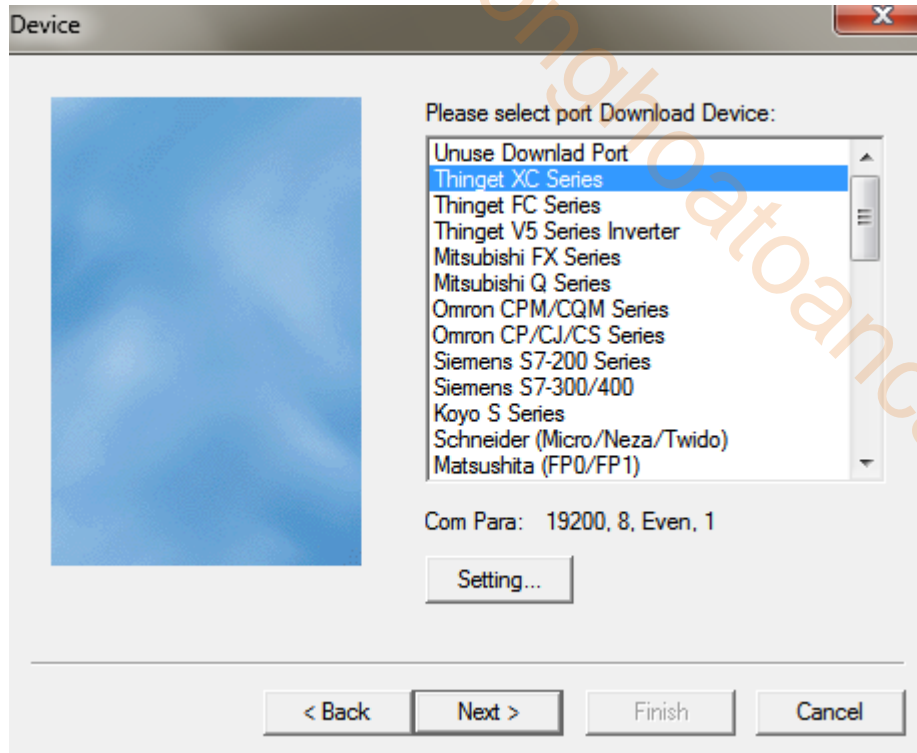 Device
Please select port Download Device:
Unuse Downlad Port
Thinget XC Series
Thinget FC Series
Thinget V5 Series Inverter
Mitsubishi FX Series
Mitsubishi Q Series
Omron CPM/CQM Series
Omron CP/CJ/CS Series
Siemens S7-200 Series
Siemens S7-300/400
Koyo S Series
Schneider (Micro/Neza/Twido)
Matsushita (FP0/FP1)
Com Para: 19200, 8, Even, 1
Setting...
< Back Next > Finish Cancel